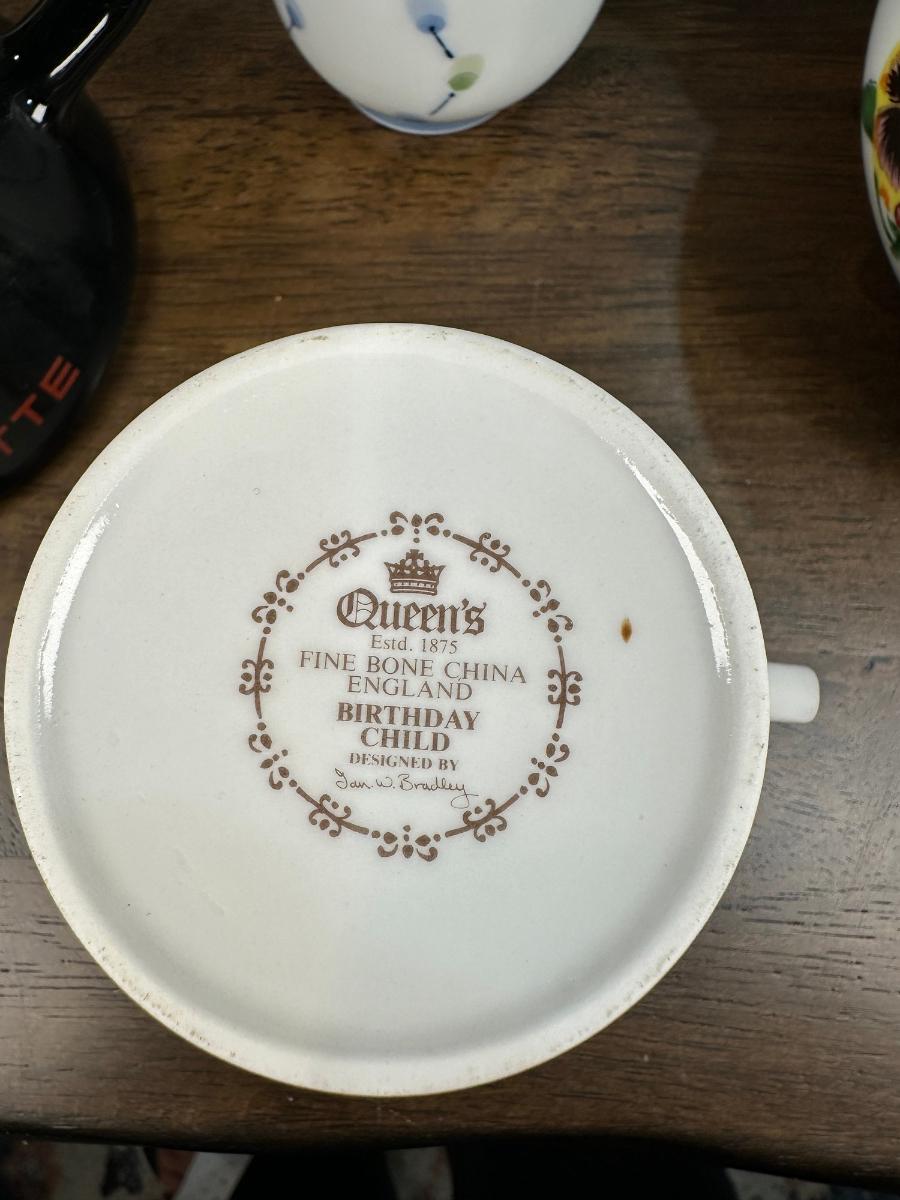 TTE
Queen's
Estd. 1875
FINE BONE CHINA
ENGLAND
BIRTHDAY
CHILD
DESIGNED BY
Ian. W. Bradley